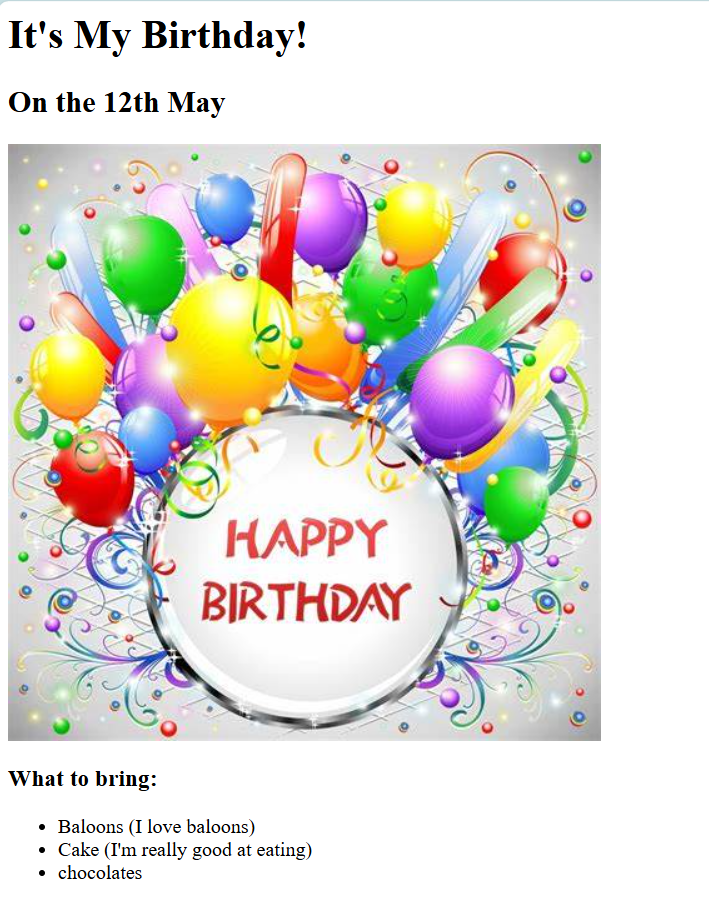 It's My Birthday!
On the 12th May
HAPPY
BIRTHDAY
What to bring:
Baloons (I love baloons)
Cake (I'm really good at eating)
chocolates